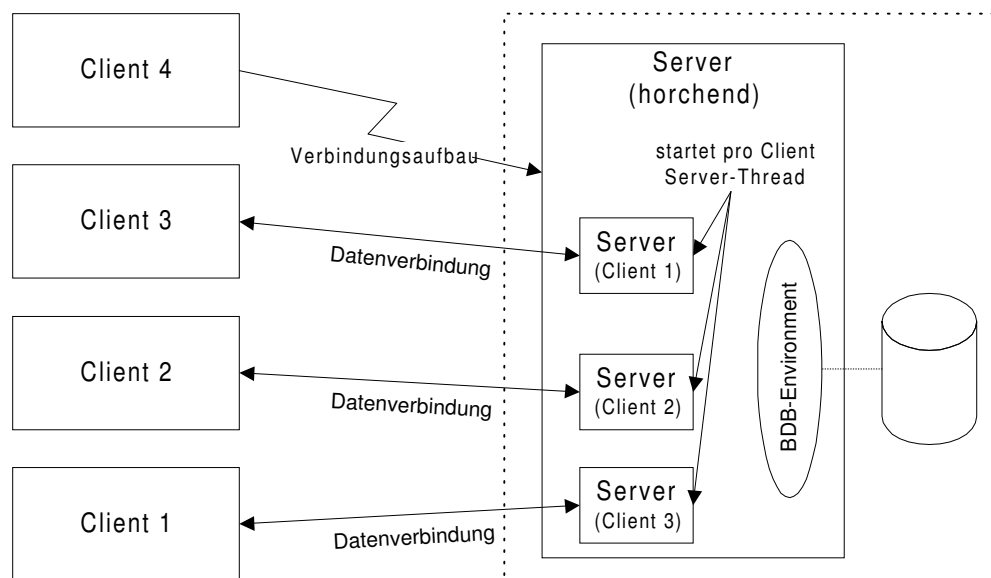 Client 4
Client 3
Client 2
Client 1
Verbindungsaufbau
Datenverbindung
Datenverbindung
Datenverbindung
Server
(horchend)
startet pro Client
Server-Thread
Server
(Client 1)
Server
(Client 2)
Server
(Client 3)
BDB-Environment